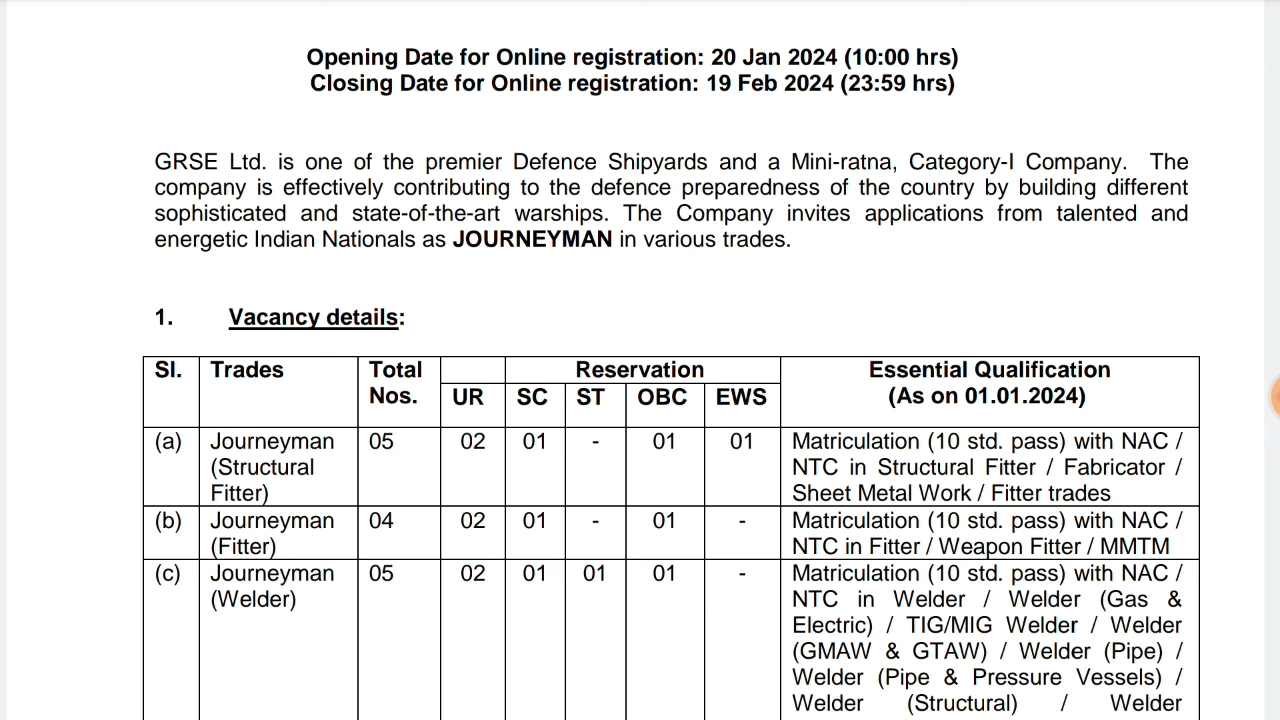 Opening Date for Online registration: 20 Jan 2024 (10:00 hrs)
Closing Date for Online registration: 19 Feb 2024 (23:59 hrs)
GRSE Ltd. is one of the premier Defence Shipyards and a Mini-ratna, Category-I Company. The
company is effectively contributing to the defence preparedness of the country by building different
sophisticated and state-of-the-art warships. The Company invites applications from talented and
energetic Indian Nationals as JOURNEYMAN in various trades.
1. Vacancy details:
Sl. Trades Total Reservation Essential Qualification
Nos. UR SC ST OBC EWS (As on 01.01.2024)
(a) Journeyman 05 02 01 - 01 01 Matriculation (10 std. pass) with NAC /
(Structural NTC in Structural Fitter / Fabricator /
Fitter) Sheet Metal Work / Fitter trades
(b) Journeyman 04 02 01 - 01 - Matriculation (10 std. pass) with NAC /
(Fitter) NTC in Fitter / Weapon Fitter / MMTM
(c) Journeyman 05 02 01 01 01 - Matriculation (10 std. pass) with NAC /
(Welder) NTC in Welder / Welder (Gas &
Electric) / TIG/MIG Welder / Welder
(GMAW & GTAW) / Welder (Pipe) /
Welder (Pipe & Pressure Vessels) /
Welder (Structural) / Welder